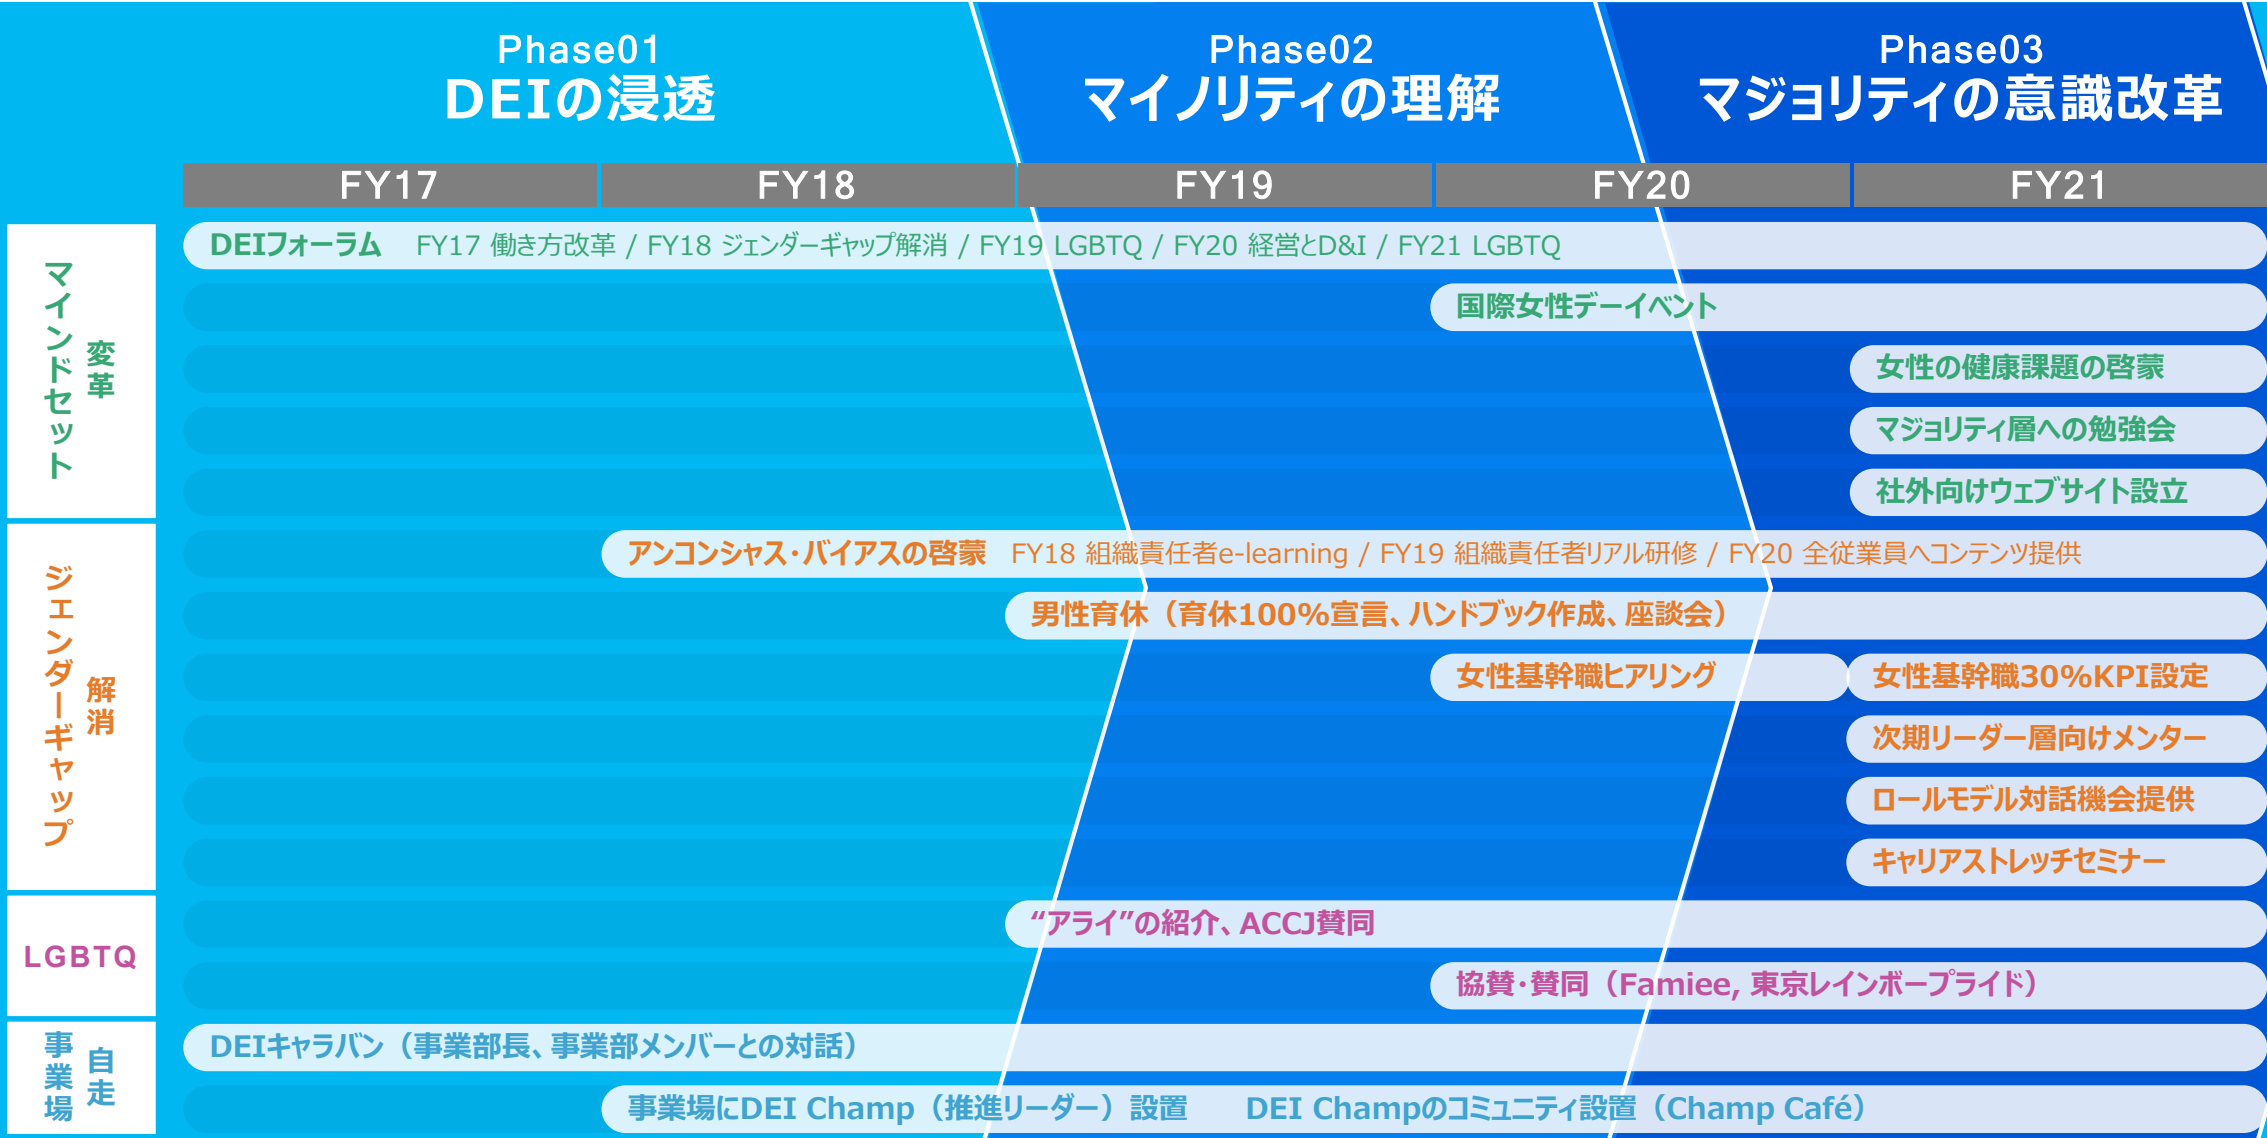 Phase01
DEIの浸透
Phase02
マイノリティの理解
Phase03
マジョリティの意識改革
FY17
FY18
FY19
FY20
FY21
マインドセット
変革
DEIフォーラム FY17 働き方改革 / FY18 ジェンダーギャップ解消 / FY19 LGBTQ / FY20 経営とD&I / FY21 LGBTQ
国際女性デーイベント
女性の健康課題の啓蒙
マジョリティ層への勉強会
社外向けウェブサイト設立
ジェンダーギャップ
解消
アンコンシャス・バイアスの啓蒙 FY18 組織責任者e-learning / FY19 組織責任者リアル研修 / FY20 全従業員へコンテンツ提供
男性育休（育休100%宣言、ハンドブック作成、座談会）
女性基幹職ヒアリング
女性基幹職30%KPI設定
次期リーダー層向けメンター
ロールモデル対話機会提供
キャリアストレッチセミナー
LGBTQ
“アライ”の紹介、ACCJ賛同
協賛・賛同（Famiee, 東京レインボープライド）
事業場
自走
DEIキャラバン（事業部長、事業部メンバーとの対話）
事業場にDEI Champ（推進リーダー）設置 DEI Champのコミュニティ設置（Champ Café）